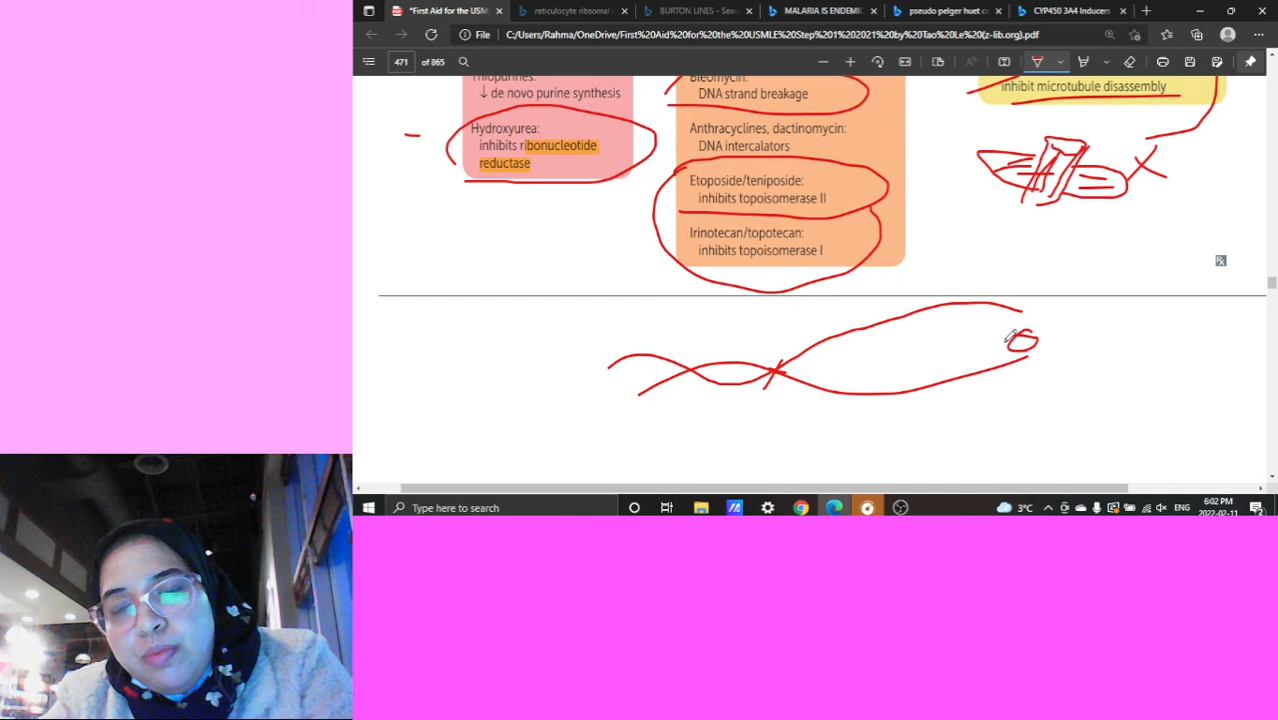 "First Aid for the USM
reticulocyte ribsomal
BURTON LINES - Sea
MALARIA IS ENDEMIC
pseudo pelger huet c
CYP450 3A4 Inducers
File
C:/Users/Rahma/OneDrive/First%20Aid%20for%20the%20USMLE%20Step%201%202021%20by%20Tao%20Le%20(z-lib.org).pdf
471 of 865
Thiopurines:
↓ de novo purine synthesis
Hydroxyurea:
inhibits ribonucleotide
reductase
Bleomycin:
DNA strand breakage
Anthracyclines, dactinomycin:
DNA intercalators
Etoposide/teniposide:
inhibits topoisomerase II
Irinotecan/topotecan:
inhibits topoisomerase I
inhibit microtubule disassembly
Rx
Type here to search
3°C
ENG
6:02 PM
2022-02-11